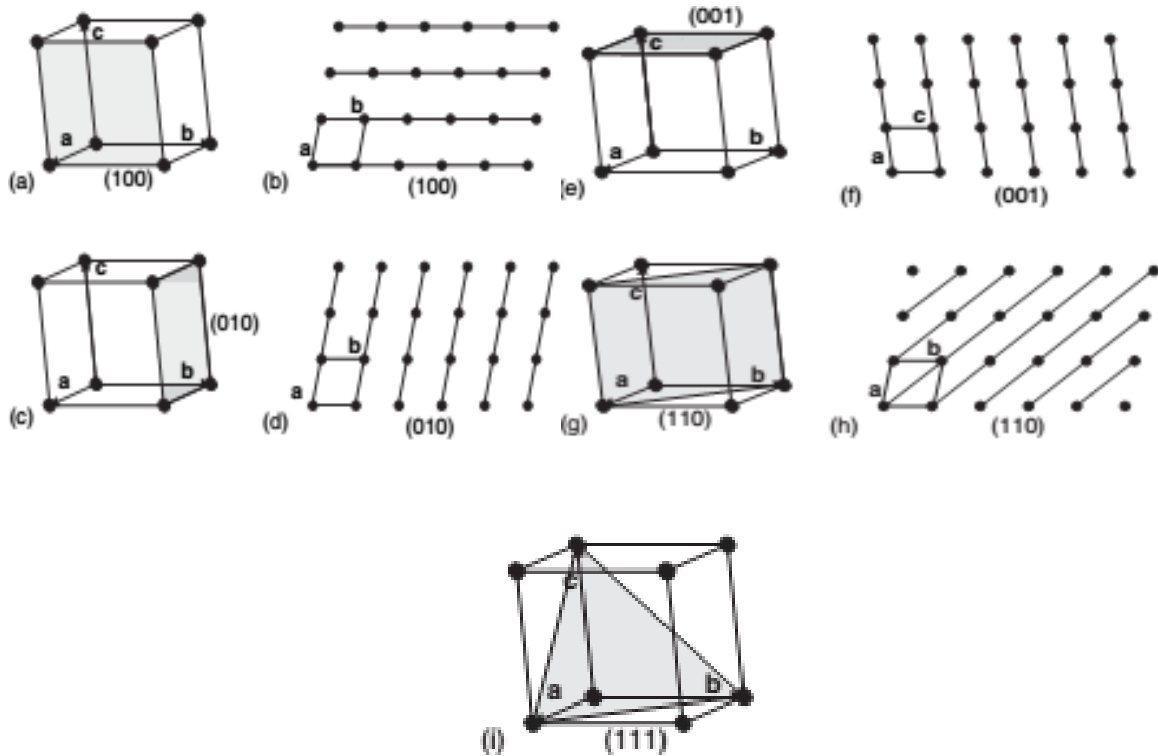 c
a
b
(a)
(100)
b
a
(b)
(100)
(001)
c
a
b
(e)
c
a
(f)
(001)
c
(010)
a
b
(c)
b
a
(d)
(010)
c
a
b
(g)
(110)
b
a
(h)
(110)
c
a
b
(i)
(111)